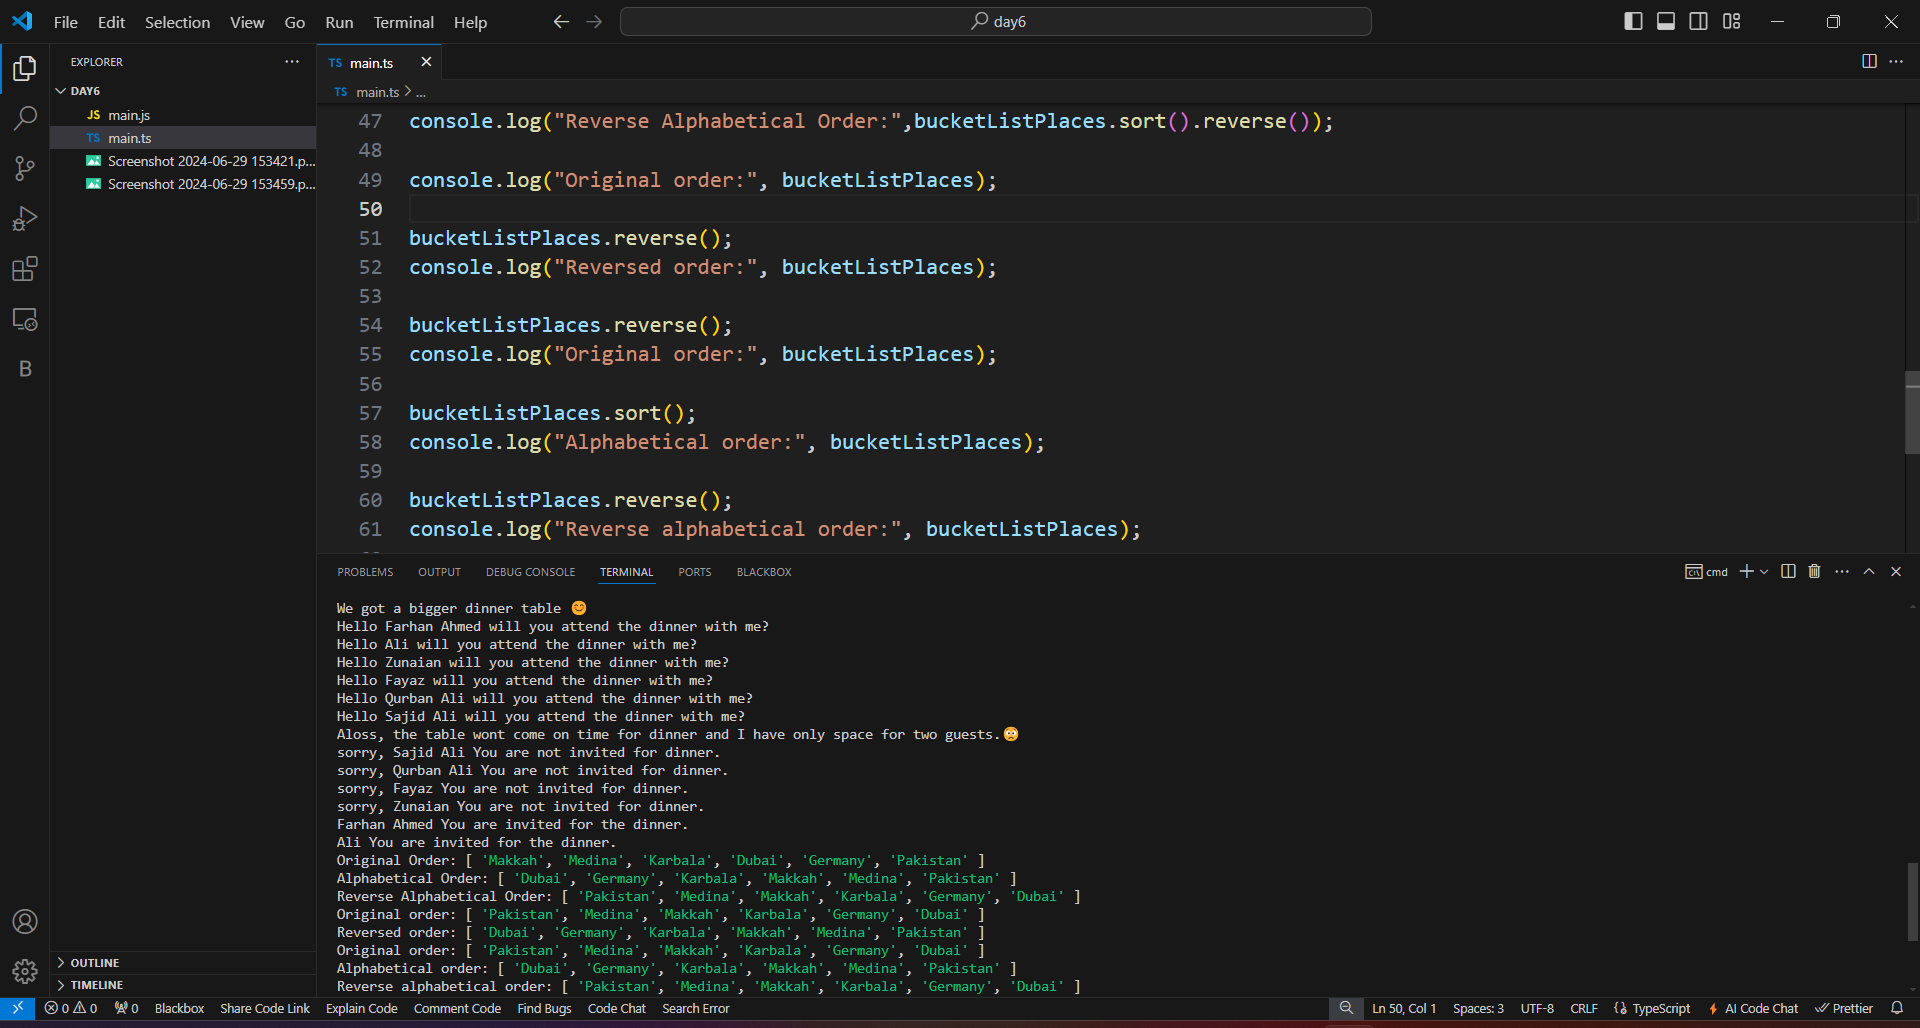 File Edit Selection View Go Run Terminal Help day6
EXPLORER
DAY6
JS main.js
TS main.ts
Screenshot 2024-06-29 153421.p...
Screenshot 2024-06-29 153459.p...
OUTLINE
TIMELINE
B
TS main.ts
TS main.ts > ...
47 console.log("Reverse Alphabetical Order:",bucketListPlaces.sort().reverse());
48
49 console.log("Original order:", bucketListPlaces);
50
51 bucketListPlaces.reverse();
52 console.log("Reversed order:", bucketListPlaces);
53
54 bucketListPlaces.reverse();
55 console.log("Original order:", bucketListPlaces);
56
57 bucketListPlaces.sort();
58 console.log("Alphabetical order:", bucketListPlaces);
59
60 bucketListPlaces.reverse();
61 console.log("Reverse alphabetical order:", bucketListPlaces);
PROBLEMS OUTPUT DEBUG CONSOLE TERMINAL PORTS BLACKBOX cmd
We got a bigger dinner table 😊
Hello Farhan Ahmed will you attend the dinner with me?
Hello Ali will you attend the dinner with me?
Hello Zunaian will you attend the dinner with me?
Hello Fayaz will you attend the dinner with me?
Hello Qurban Ali will you attend the dinner with me?
Hello Sajid Ali will you attend the dinner with me?
Aloss, the table wont come on time for dinner and I have only space for two guests.😳
sorry, Sajid Ali You are not invited for dinner.
sorry, Qurban Ali You are not invited for dinner.
sorry, Fayaz You are not invited for dinner.
sorry, Zunaian You are not invited for dinner.
Farhan Ahmed You are invited for the dinner.
Ali You are invited for the dinner.
Original Order: [ 'Makkah', 'Medina', 'Karbala', 'Dubai', 'Germany', 'Pakistan' ]
Alphabetical Order: [ 'Dubai', 'Germany', 'Karbala', 'Makkah', 'Medina', 'Pakistan' ]
Reverse Alphabetical Order: [ 'Pakistan', 'Medina', 'Makkah', 'Karbala', 'Germany', 'Dubai' ]
Original order: [ 'Pakistan', 'Medina', 'Makkah', 'Karbala', 'Germany', 'Dubai' ]
Reversed order: [ 'Dubai', 'Germany', 'Karbala', 'Makkah', 'Medina', 'Pakistan' ]
Original order: [ 'Pakistan', 'Medina', 'Makkah', 'Karbala', 'Germany', 'Dubai' ]
Alphabetical order: [ 'Dubai', 'Germany', 'Karbala', 'Makkah', 'Medina', 'Pakistan' ]
Reverse alphabetical order: [ 'Pakistan', 'Medina', 'Makkah', 'Karbala', 'Germany', 'Dubai' ]
0 0 0 Blackbox Share Code Link Explain Code Comment Code Find Bugs Code Chat Search Error Ln 50, Col 1 Spaces: 3 UTF-8 CRLF {} TypeScript AI Code Chat Prettier